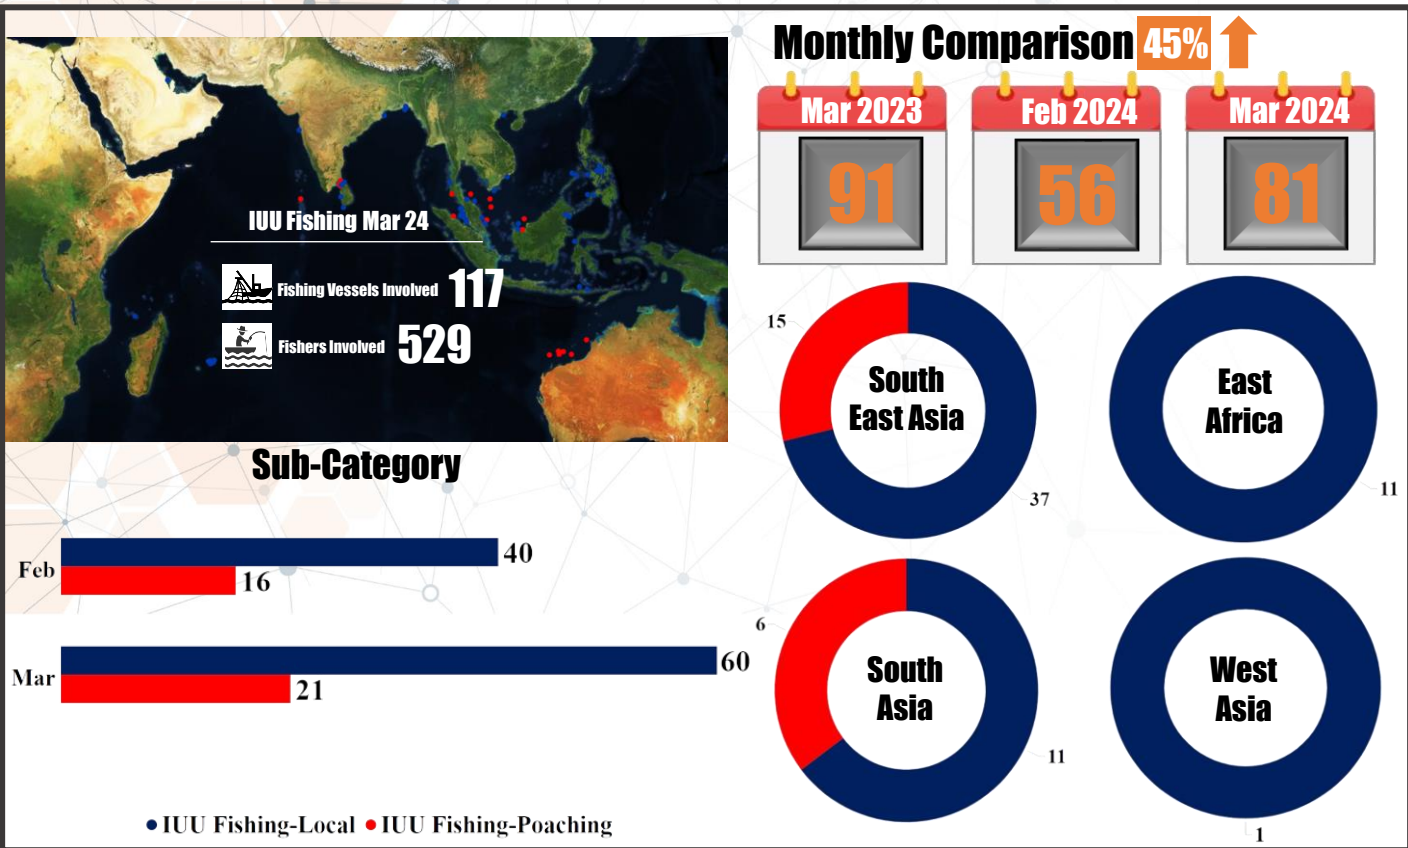 Monthly Comparison 45%
Mar 2023
Feb 2024
Mar 2024
91
56
81
IUU Fishing Mar 24
Fishing Vessels Involved 117
Fishers Involved 529
Sub-Category
Feb
40
16
Mar
60
21
IUU Fishing-Local IUU Fishing-Poaching
15
South
East Asia
37
East
Africa
11
6
South
Asia
11
West
Asia
1